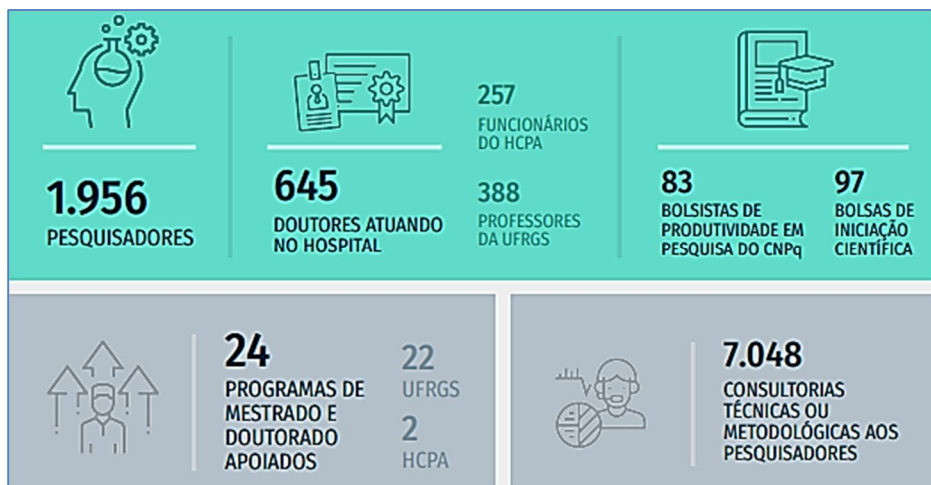 1.956
PESQUISADORES
645
DOUTORES ATUANDO
NO HOSPITAL
257
FUNCIONÁRIOS
DO HCPA
388
PROFESSORES
DA UFRGS
83
BOLSISTAS DE
PRODUTIVIDADE EM
PESQUISA DO CNPq
97
BOLSAS DE
INICIAÇÃO
CIENTÍFICA
24
PROGRAMAS DE
MESTRADO E
DOUTORADO
APOIADOS
22
UFRGS
2
HCPA
7.048
CONSULTORIAS
TÉCNICAS OU
METODOLÓGICAS AOS
PESQUISADORES